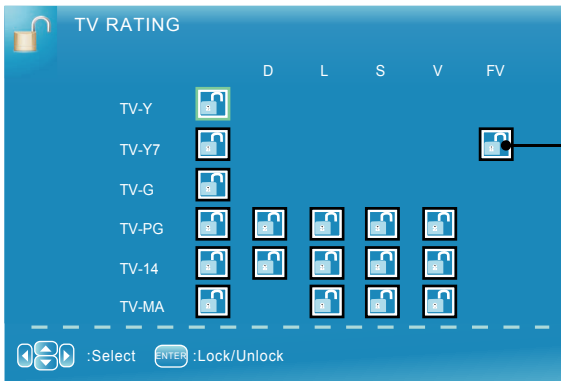 TV RATING
D L S V FV
TV-Y
TV-Y7
TV-G
TV-PG
TV-14
TV-MA
:Select ENTER :Lock/Unlock